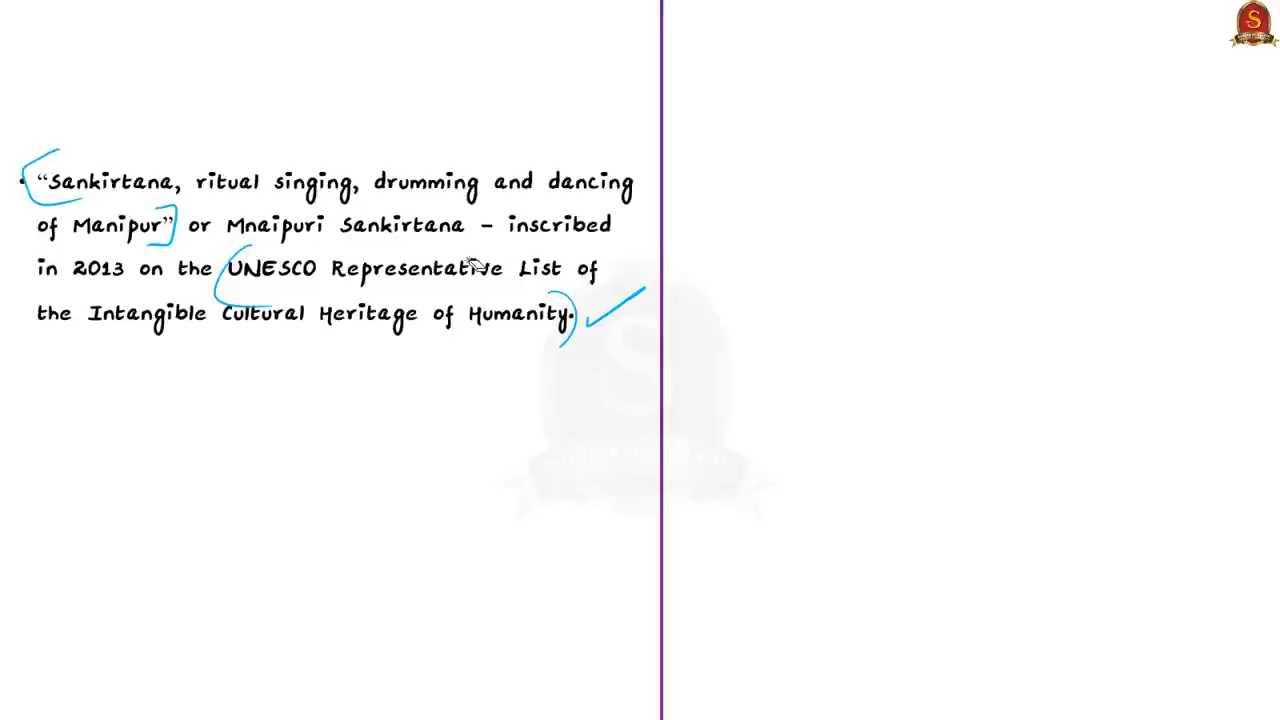 • “Sankirtana, ritual singing, drumming and dancing
of Manipur” or Mnaipuri Sankirtana – inscribed
in 2013 on the UNESCO Representative List of
the Intangible Cultural Heritage of Humanity.
S